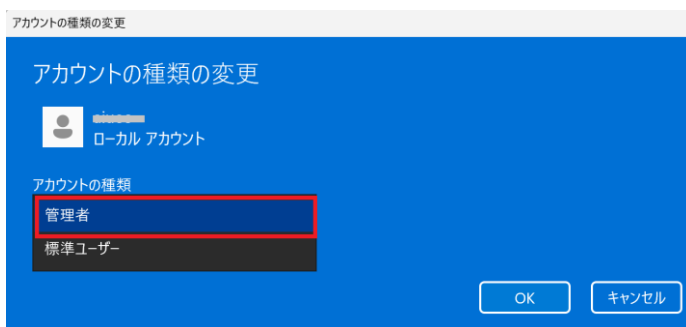 アカウントの種類の変更
アカウントの種類の変更
ローカル アカウント
アカウントの種類
管理者
標準ユーザー
OK
キャンセル